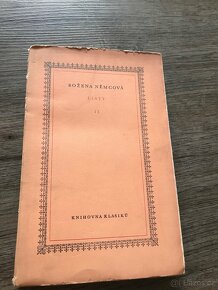 BOŽENA NĚMCOVÁ
LISTY
II
KNIHOVNA KLASIKŮ